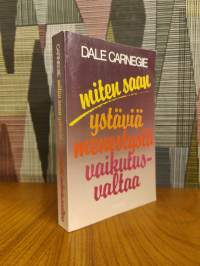 DALE CARNEGIE
miten saan
ystäviä
menestystä
vaikutus-
valtaa